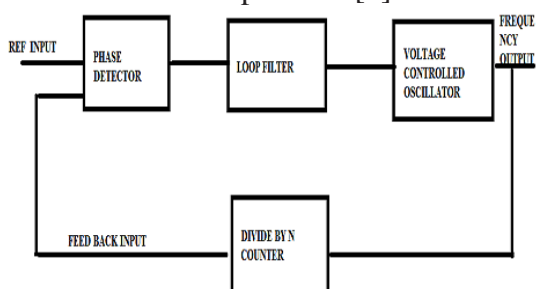 REF INPUT
PHASE
DETECTOR
LOOP FILTER
VOLTAGE
CONTROLLED
OSCILLATOR
FREQUE
NCY
OUTPUT
FEED BACK INPUT
DIVIDE BY N
COUNTER